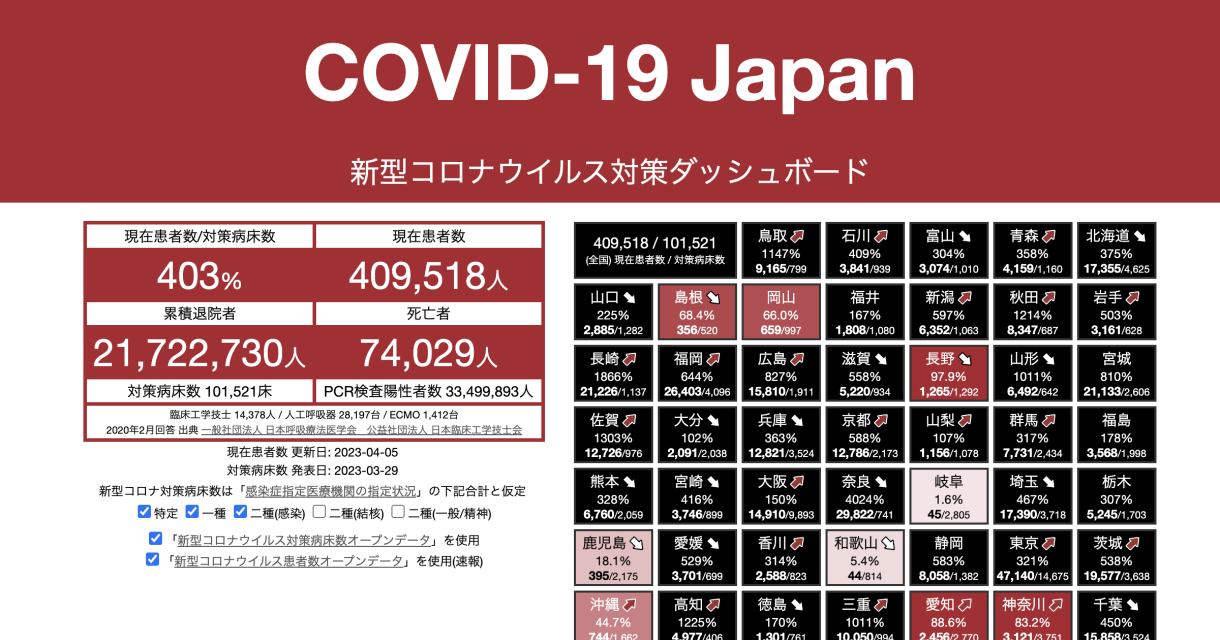 COVID-19 Japan
新型コロナウイルス対策ダッシュボード
現在患者数/対策病床数
現在患者数
403%
409,518人
累積退院者
死亡者
21,722,730人
74,029人
対策病床数 101,521床
PCR検査陽性者数 33,499,893人
臨床工学技士 14,378人 / 人工呼吸器 28,197台 / ECMO 1,412台
2020年2月回答 出典 一般社団法人 日本呼吸療法医学会　公益社団法人 日本臨床工学技士会
現在患者数 更新日: 2023-04-05
対策病床数 発表日: 2023-03-29
新型コロナ対策病床数は「感染症指定医療機関の指定状況」の下記合計と仮定
特定 一種 二種(感染) 二種(結核) 二種(一般/精神)
「新型コロナウイルス対策病床数オープンデータ」を使用
「新型コロナウイルス患者数オープンデータ」を使用(速報)
409,518 / 101,521
(全国) 現在患者数 / 対策病床数
鳥取
1147%
9,165/799
石川
409%
3,841/939
富山
304%
3,074/1,010
青森
358%
4,159/1,160
北海道
375%
17,355/4,625
山口
225%
2,885/1,282
島根
68.4%
356/520
岡山
66.0%
659/997
福井
167%
1,808/1,080
新潟
597%
6,352/1,063
秋田
1214%
8,347/687
岩手
503%
3,161/628
長崎
1866%
21,226/1,137
福岡
644%
26,403/4,096
広島
827%
15,810/1,911
滋賀
558%
5,220/934
長野
97.9%
1,265/1,292
山形
1011%
6,492/642
宮城
810%
21,133/2,606
佐賀
1303%
12,726/976
大分
102%
2,091/2,038
兵庫
363%
12,821/3,524
京都
588%
12,786/2,173
山梨
107%
1,156/1,078
群馬
317%
7,731/2,434
福島
178%
3,568/1,998
熊本
328%
6,760/2,059
宮崎
416%
3,746/899
大阪
150%
14,910/9,893
奈良
4024%
29,822/741
岐阜
1.6%
45/2,805
埼玉
467%
17,390/3,718
栃木
307%
5,245/1,703
鹿児島
18.1%
395/2,175
愛媛
529%
3,701/699
香川
314%
2,588/823
和歌山
5.4%
44/814
静岡
583%
8,058/1,382
東京
321%
47,140/14,675
茨城
538%
19,577/3,638
沖縄
44.7%
744/1,662
高知
1225%
4,977/406
徳島
170%
1,301/761
三重
1011%
10,050/994
愛知
88.6%
2,456/2,770
神奈川
83.2%
3,121/3,751
千葉
450%
15,858/3,524